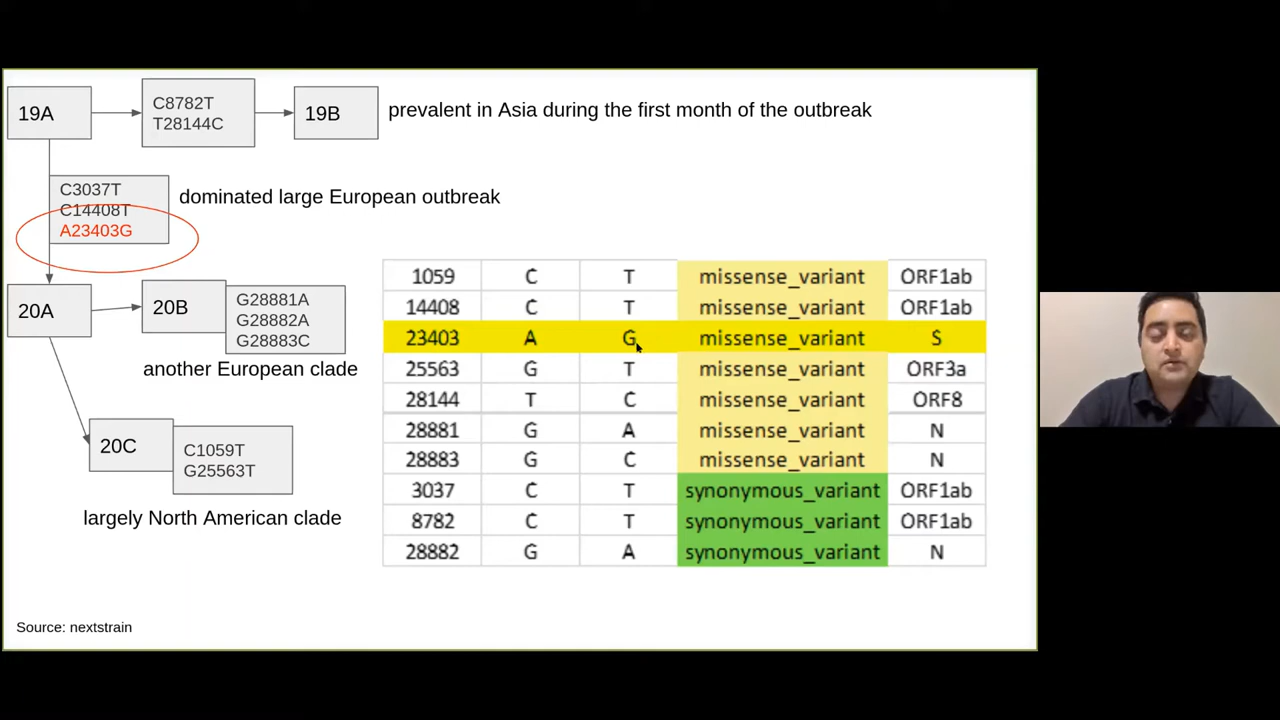 19A
C8782T
T28144C
19B
prevalent in Asia during the first month of the outbreak
C3037T
C14408T
A23403G
dominated large European outbreak
20A
20B
G28881A
G28882A
G28883C
another European clade
20C
C1059T
G25563T
largely North American clade
1059 C T missense_variant ORF1ab
14408 C T missense_variant ORF1ab
23403 A G missense_variant S
25563 G T missense_variant ORF3a
28144 T C missense_variant ORF8
28881 G A missense_variant N
28883 G C missense_variant N
3037 C T synonymous_variant ORF1ab
8782 C T synonymous_variant ORF1ab
28882 G A synonymous_variant N
Source: nextstrain